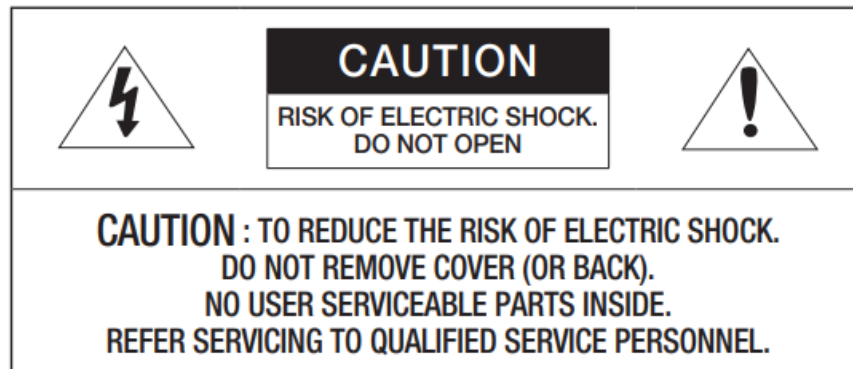 CAUTION
RISK OF ELECTRIC SHOCK.
DO NOT OPEN
CAUTION : TO REDUCE THE RISK OF ELECTRIC SHOCK.
DO NOT REMOVE COVER (OR BACK).
NO USER SERVICEABLE PARTS INSIDE.
REFER SERVICING TO QUALIFIED SERVICE PERSONNEL.